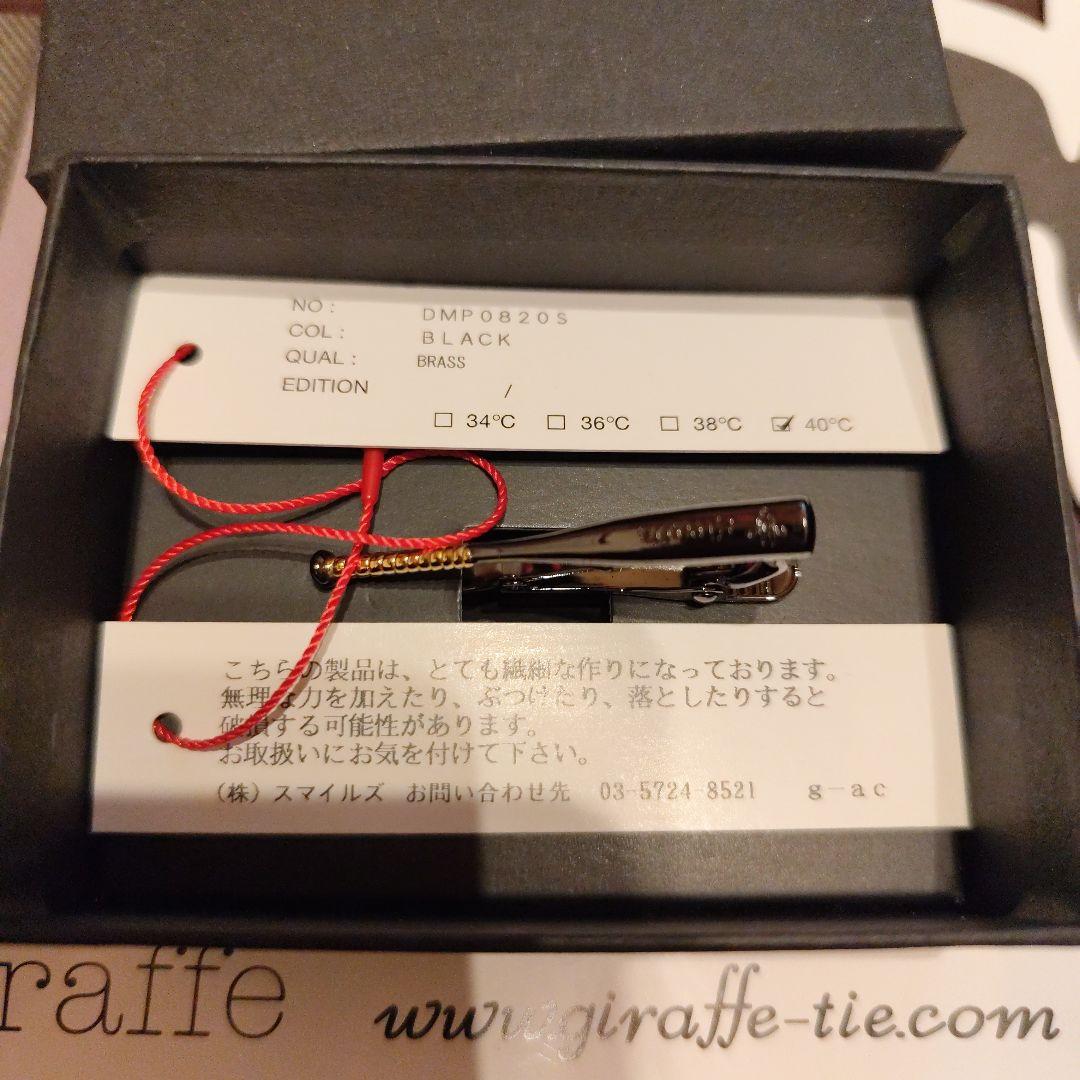 NO : DMP0820S
COL : BLACK
QUAL : BRASS
EDITION /
☐ 34℃ ☐ 36℃ ☐ 38℃ ☑ 40℃
こちらの製品は、とても繊細な作りになっております。
無理な力を加えたり、ぶつけたり、落としたりすると
破損する可能性があります。
お取扱いにお気を付けて下さい。
(株) スマイルズ お問い合わせ先 03-5724-8521 g-ac
raffe www.giraffe-tie.com